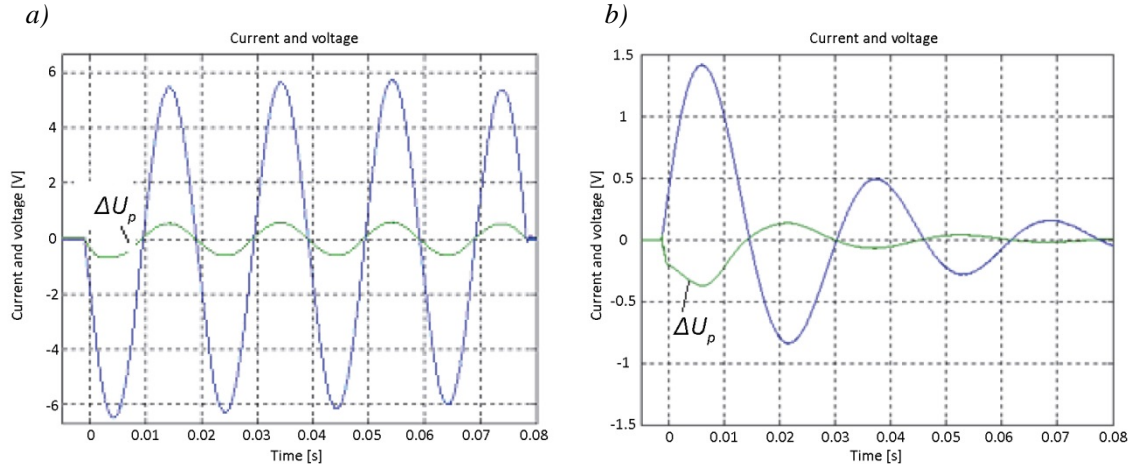 a)
Current and voltage
Current and voltage [V]
6
4
2
0
-2
-4
-6
ΔUp
0 0.01 0.02 0.03 0.04 0.05 0.06 0.07 0.08
Time [s]
b)
Current and voltage
Current and voltage [V]
1.5
1
0.5
0
-0.5
-1
-1.5
ΔUp
0 0.01 0.02 0.03 0.04 0.05 0.06 0.07 0.08
Time [s]